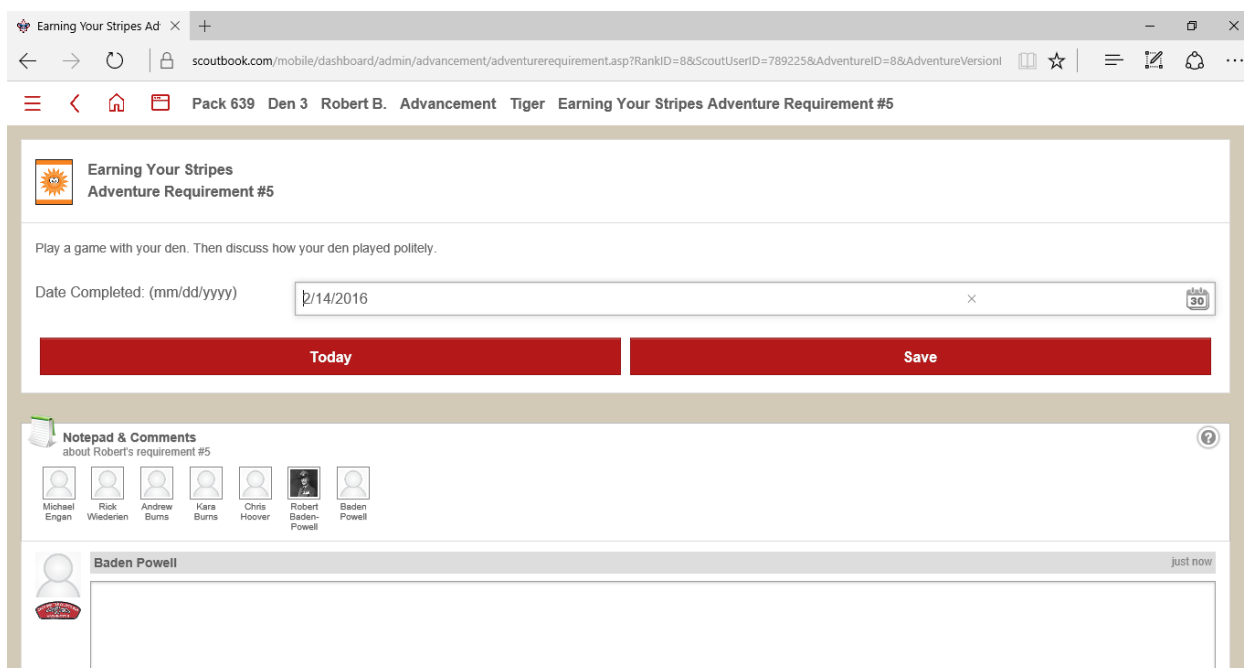 Earning Your Stripes Ad
scoutbook.com/mobile/dashboard/admin/advancement/adventurerequirement.asp?RankID=8&ScoutUserID=789225&AdventureID=8&AdventureVersionI
Pack 639 Den 3 Robert B. Advancement Tiger Earning Your Stripes Adventure Requirement #5
Earning Your Stripes
Adventure Requirement #5
Play a game with your den. Then discuss how your den played politely.
Date Completed: (mm/dd/yyyy)
2/14/2016
30
Today
Save
Notepad & Comments
about Robert's requirement #5
Michael
Engan
Rick
Wiederien
Andrew
Burns
Kara
Burns
Chris
Hoover
Robert
Baden-
Powell
Baden
Powell
Baden Powell
just now